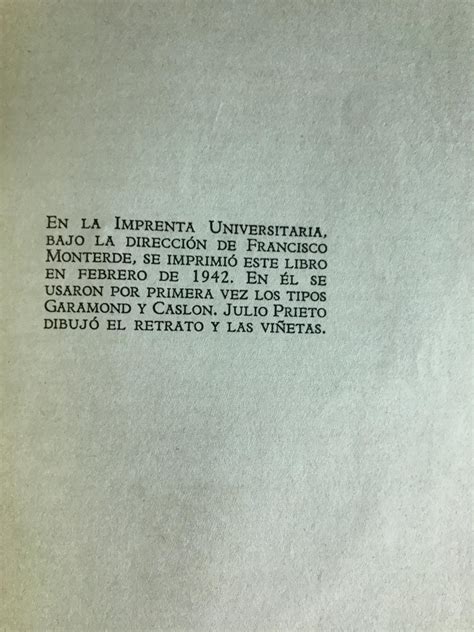 En la Imprenta Universitaria,
bajo la dirección de Francisco
Monterde, se imprimió este libro
en febrero de 1942. En él se
usaron por primera vez los tipos
Garamond y Caslon. Julio Prieto
dibujó el retrato y las viñetas.